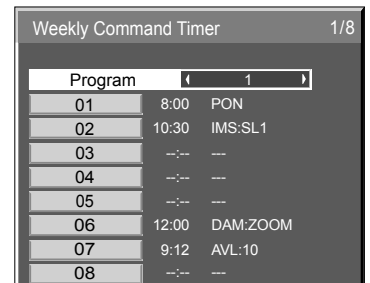 Weekly Command Timer 1/8
Program 1
01 8:00 PON
02 10:30 IMS:SL1
03 --:-- ---
04 --:-- ---
05 --:-- ---
06 12:00 DAM:ZOOM
07 9:12 AVL:10
08 --:-- ---